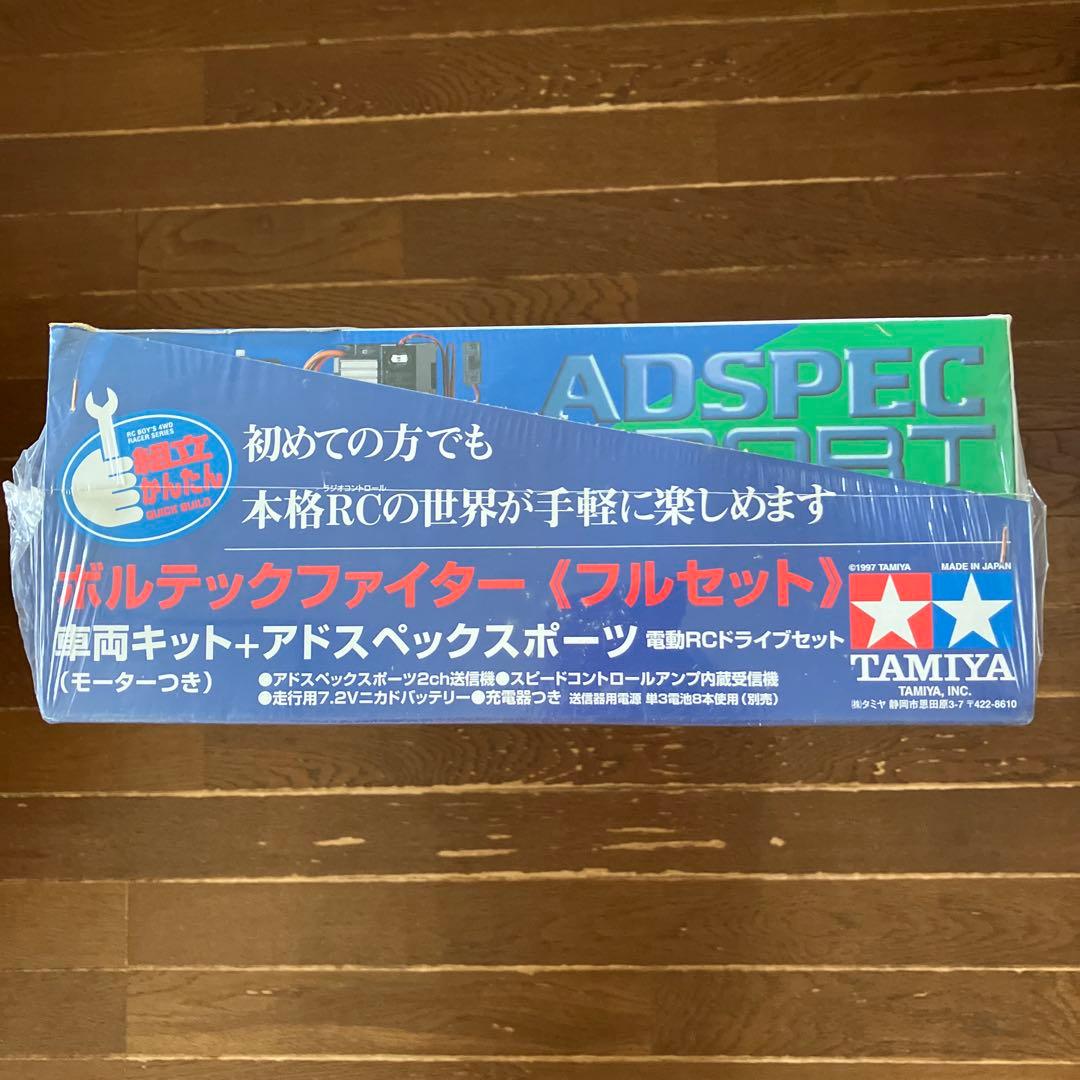 ADSPEC
SPORT
RC BOY'S 4WD
RACER SERIES
組立
かんたん
QUICK BUILD
初めての方でも
ラジオコントロール
本格RCの世界が手軽に楽しめます
ボルテックファイター《フルセット》
©1997 TAMIYA MADE IN JAPAN
車両キット+アドスペックスポーツ 電動RCドライブセット
(モーターつき)
●アドスペックスポーツ2ch送信機●スピードコントロールアンプ内蔵受信機
●走行用7.2Vニカドバッテリー●充電器つき 送信器用電源 単3電池8本使用(別売)
TAMIYA
TAMIYA, INC.
㈱タミヤ 静岡市恩田原3-7 〒422-8610